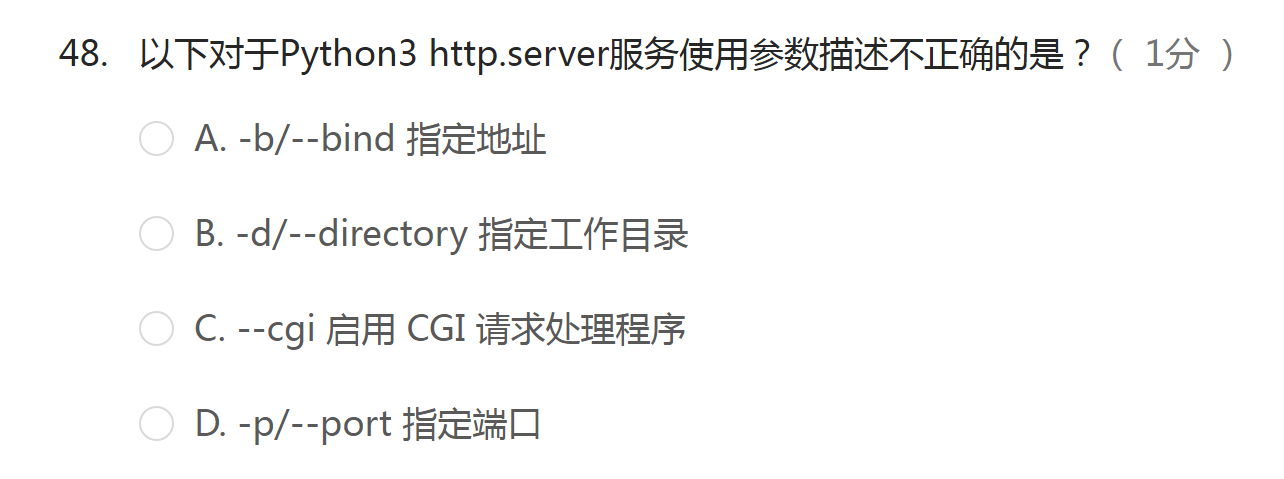 48. 以下对于Python3 http.server服务使用参数描述不正确的是？（ 1分 ）
A. -b/--bind 指定地址
B. -d/--directory 指定工作目录
C. --cgi 启用 CGI 请求处理程序
D. -p/--port 指定端口